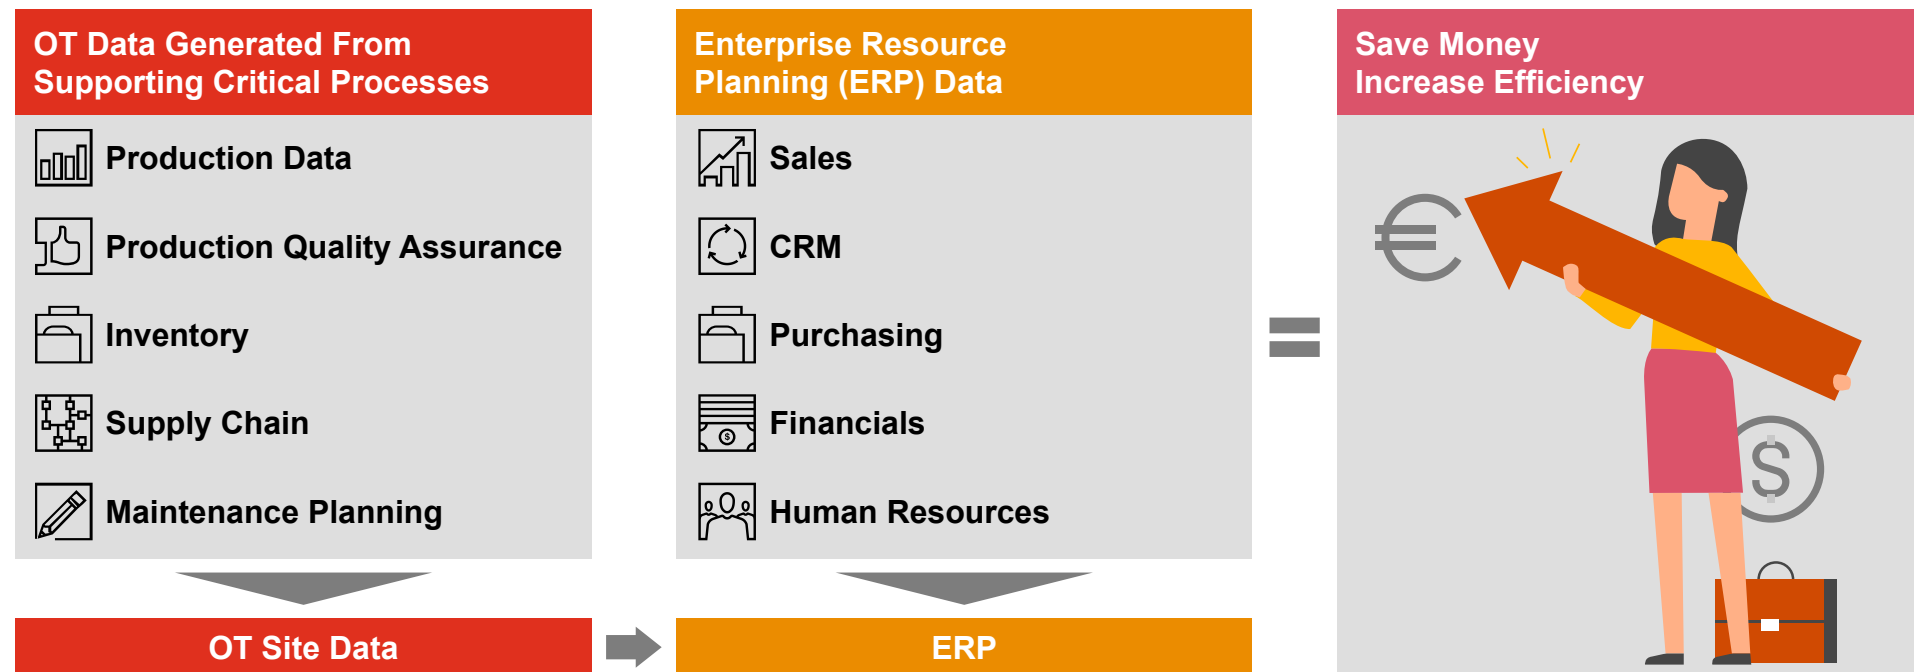 OT Data Generated From
Supporting Critical Processes
Production Data
Production Quality Assurance
Inventory
Supply Chain
Maintenance Planning
OT Site Data
Enterprise Resource
Planning (ERP) Data
Sales
CRM
Purchasing
$
Financials
Human Resources
ERP
=
Save Money
Increase Efficiency
€
$